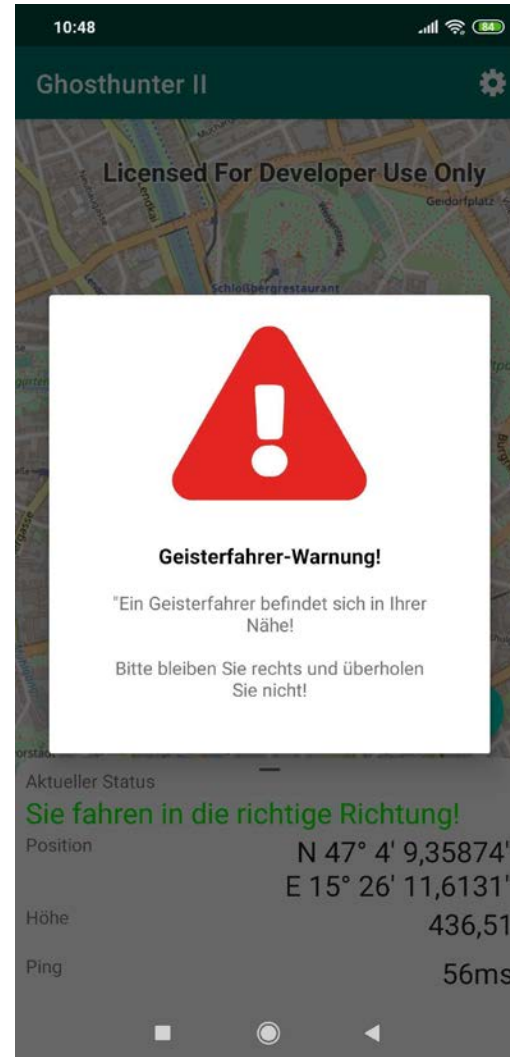 10:48
84
Ghosthunter II
Licensed For Developer Use Only
Lendkai
Geidorfplatz
Schloßbergrestaurant
Geisterfahrer-Warnung!
"Ein Geisterfahrer befindet sich in Ihrer
Nähe!
Bitte bleiben Sie rechts und überholen
Sie nicht!
Aktueller Status
Sie fahren in die richtige Richtung!
Position
N 47° 4' 9,35874'
E 15° 26' 11,6131'
Höhe
436,51
Ping
56ms